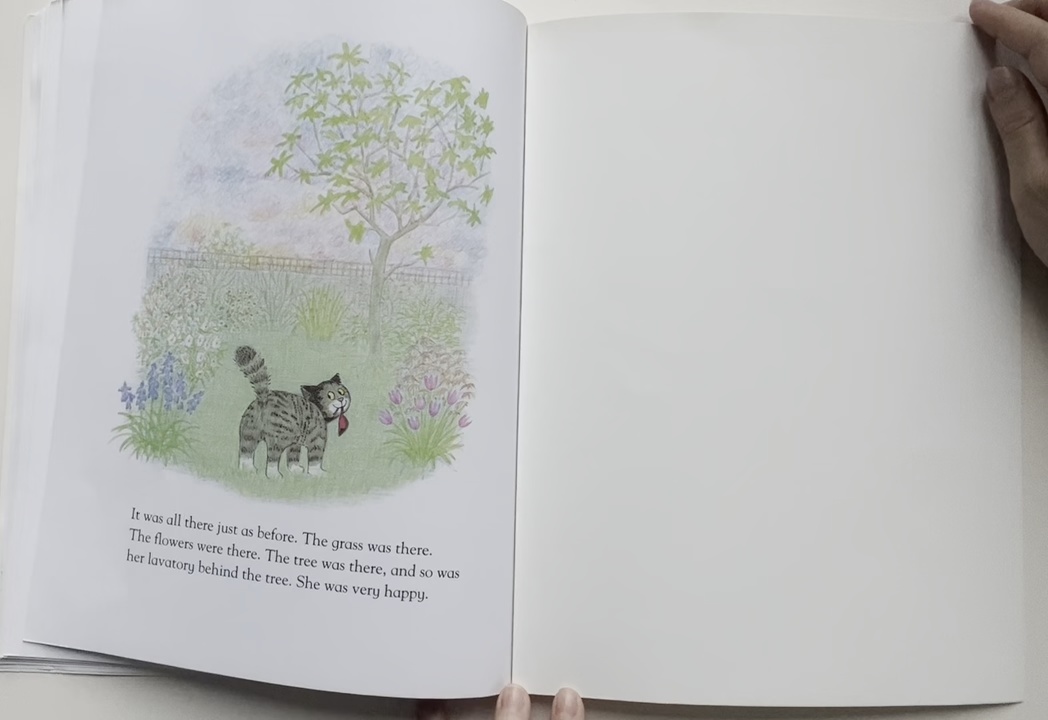 It was all there just as before. The grass was there.
The flowers were there. The tree was there, and so was
her lavatory behind the tree. She was very happy.